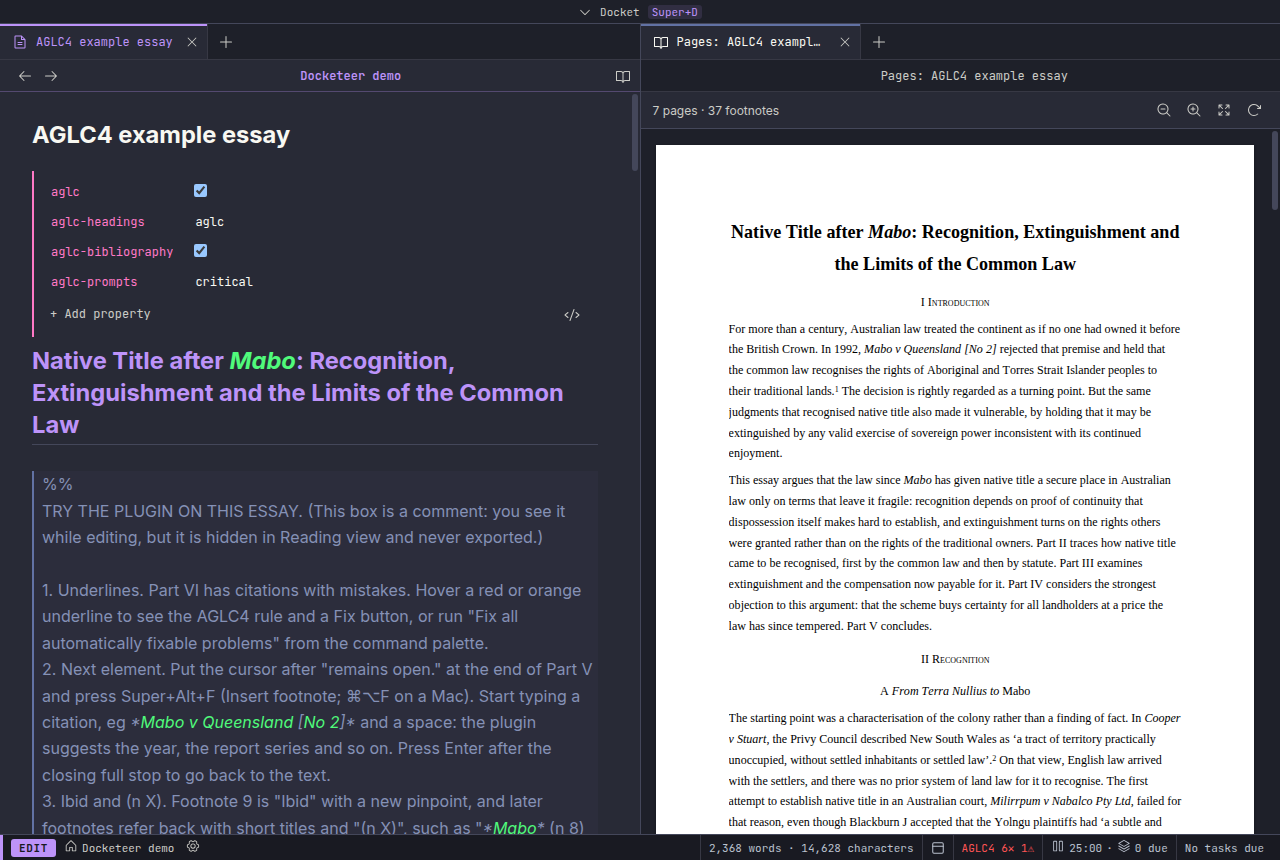 Docket Super+D
AGLC4 example essay
Pages: AGLC4 exampl…
Docketeer demo
Pages: AGLC4 example essay
7 pages · 37 footnotes
AGLC4 example essay
aglc
aglc-headings aglc
aglc-bibliography
aglc-prompts critical
+ Add property
Native Title after Mabo: Recognition,
Extinguishment and the Limits of the Common
Law
%%
TRY THE PLUGIN ON THIS ESSAY. (This box is a comment: you see it
while editing, but it is hidden in Reading view and never exported.)
1. Underlines. Part VI has citations with mistakes. Hover a red or orange
underline to see the AGLC4 rule and a Fix button, or run "Fix all
automatically fixable problems" from the command palette.
2. Next element. Put the cursor after "remains open." at the end of Part V
and press Super+Alt+F (Insert footnote; ⌘⌥F on a Mac). Start typing a
citation, eg *Mabo v Queensland [No 2]* and a space: the plugin
suggests the year, the report series and so on. Press Enter after the
closing full stop to go back to the text.
3. Ibid and (n X). Footnote 9 is "Ibid" with a new pinpoint, and later
footnotes refer back with short titles and "(n X)", such as "*Mabo* (n 8)
Native Title after Mabo: Recognition, Extinguishment and
the Limits of the Common Law
I Introduction
For more than a century, Australian law treated the continent as if no one had owned it before
the British Crown. In 1992, Mabo v Queensland [No 2] rejected that premise and held that
the common law recognises the rights of Aboriginal and Torres Strait Islander peoples to
their traditional lands.¹ The decision is rightly regarded as a turning point. But the same
judgments that recognised native title also made it vulnerable, by holding that it may be
extinguished by any valid exercise of sovereign power inconsistent with its continued
enjoyment.
This essay argues that the law since Mabo has given native title a secure place in Australian
law only on terms that leave it fragile: recognition depends on proof of continuity that
dispossession itself makes hard to establish, and extinguishment turns on the rights others
were granted rather than on the rights of the traditional owners. Part II traces how native title
came to be recognised, first by the common law and then by statute. Part III examines
extinguishment and the compensation now payable for it. Part IV considers the strongest
objection to this argument: that the scheme buys certainty for all landholders at a price the
law has since tempered. Part V concludes.
II Recognition
A From Terra Nullius to Mabo
The starting point was a characterisation of the colony rather than a finding of fact. In Cooper
v Stuart, the Privy Council described New South Wales as ‘a tract of territory practically
unoccupied, without settled inhabitants or settled law’.² On that view, English law arrived
with the settlers, and there was no prior system of land law for it to recognise. The first
attempt to establish native title in an Australian court, Milirrpum v Nabalco Pty Ltd, failed for
that reason, even though Blackburn J accepted that the Yolngu plaintiffs had ‘a subtle and
EDIT Docketeer demo
2,368 words · 14,628 characters AGLC4 6× 1⚠ 25:00 · 0 due No tasks due